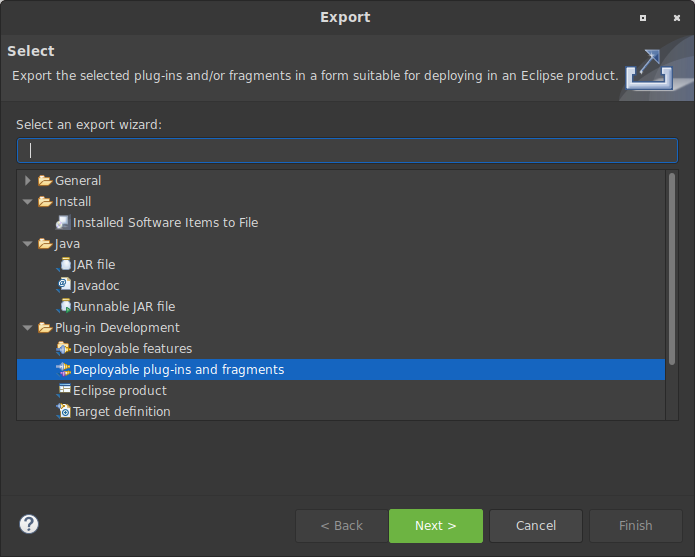 Export
Select
Export the selected plug-ins and/or fragments in a form suitable for deploying in an Eclipse product.
Select an export wizard:
General
Install
Installed Software Items to File
Java
JAR file
Javadoc
Runnable JAR file
Plug-in Development
Deployable features
Deployable plug-ins and fragments
Eclipse product
Target definition
? < Back Next > Cancel Finish